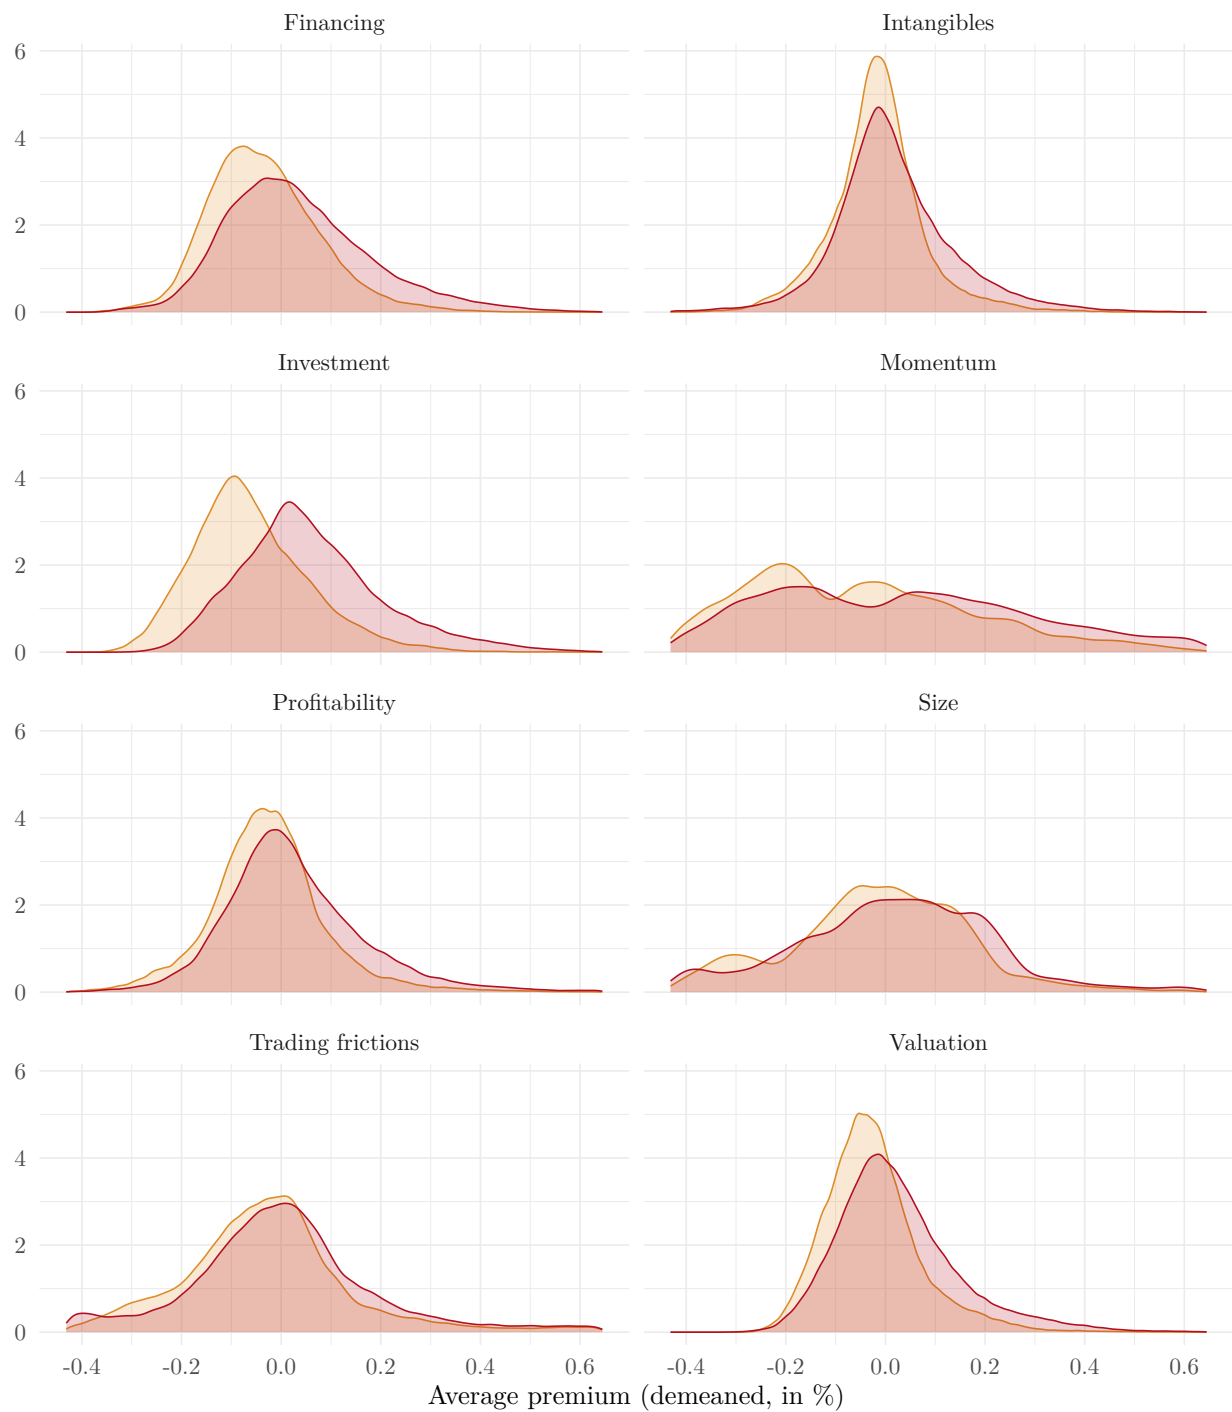 Financing Intangibles
6
4
2
0
Investment Momentum
6
4
2
0
Profitability Size
6
4
2
0
Trading frictions Valuation
6
4
2
0
-0.4 -0.2 0.0 0.2 0.4 0.6 -0.4 -0.2 0.0 0.2 0.4 0.6
Average premium (demeaned, in %)